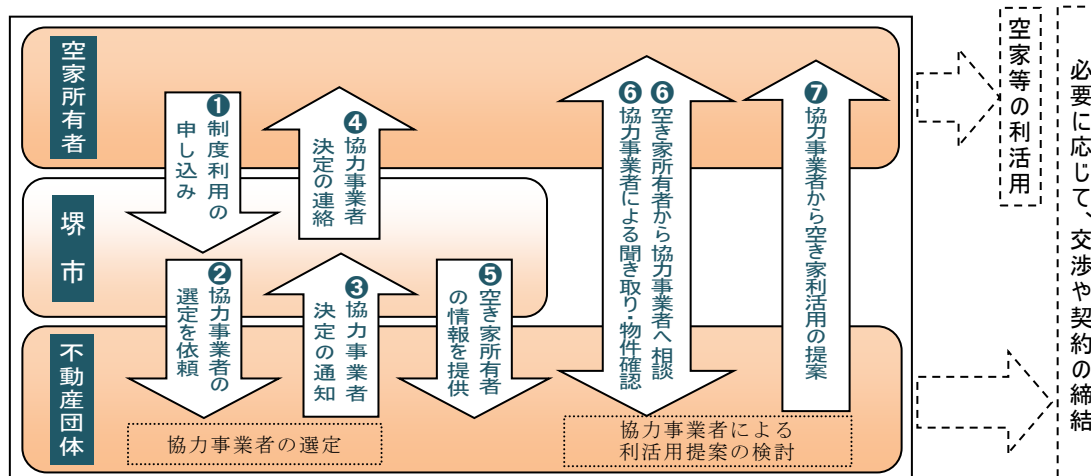 空家所有者
堺市
不動産団体
❶制度利用の
申し込み
❷協力事業者の
選定を依頼
❸協力事業者
決定の通知
❹協力事業者
決定の連絡
❺空き家所有者
の情報を提供
❻空き家所有者から協力事業者へ相談
❻協力事業者による聞き取り・物件確認
❼協力事業者から空き家利活用の提案
協力事業者の選定
協力事業者による
利活用提案の検討
空家等の利活用
必要に応じて、交渉や契約の締結